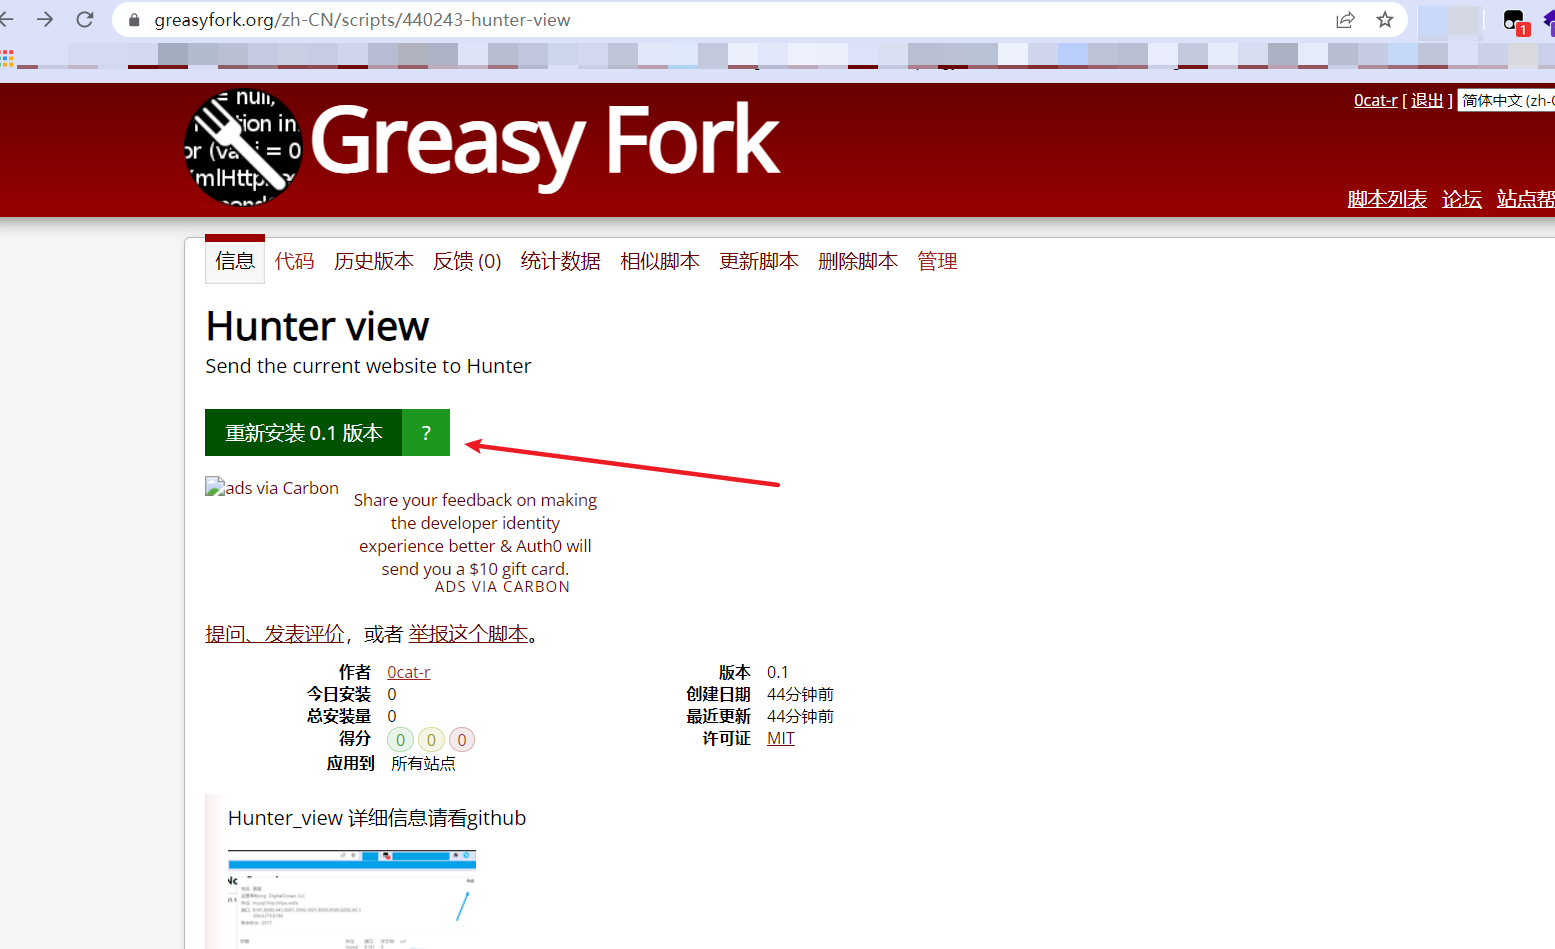 greasyfork.org/zh-CN/scripts/440243-hunter-view
1
= null,
tion in
or (va i = 0
XmlHttp
Greasy Fork
0cat-r [ 退出 ] 简体中文 (zh-C
脚本列表 论坛 站点帮
信息 代码 历史版本 反馈 (0) 统计数据 相似脚本 更新脚本 删除脚本 管理
Hunter view
Send the current website to Hunter
重新安装 0.1 版本 ?
ads via Carbon
Share your feedback on making
the developer identity
experience better & Auth0 will
send you a $10 gift card.
ADS VIA CARBON
提问、发表评价，或者 举报这个脚本。
作者 0cat-r
今日安装 0
总安装量 0
得分 0 0 0
应用到 所有站点
版本 0.1
创建日期 44分钟前
最近更新 44分钟前
许可证 MIT
Hunter_view 详细信息请看github